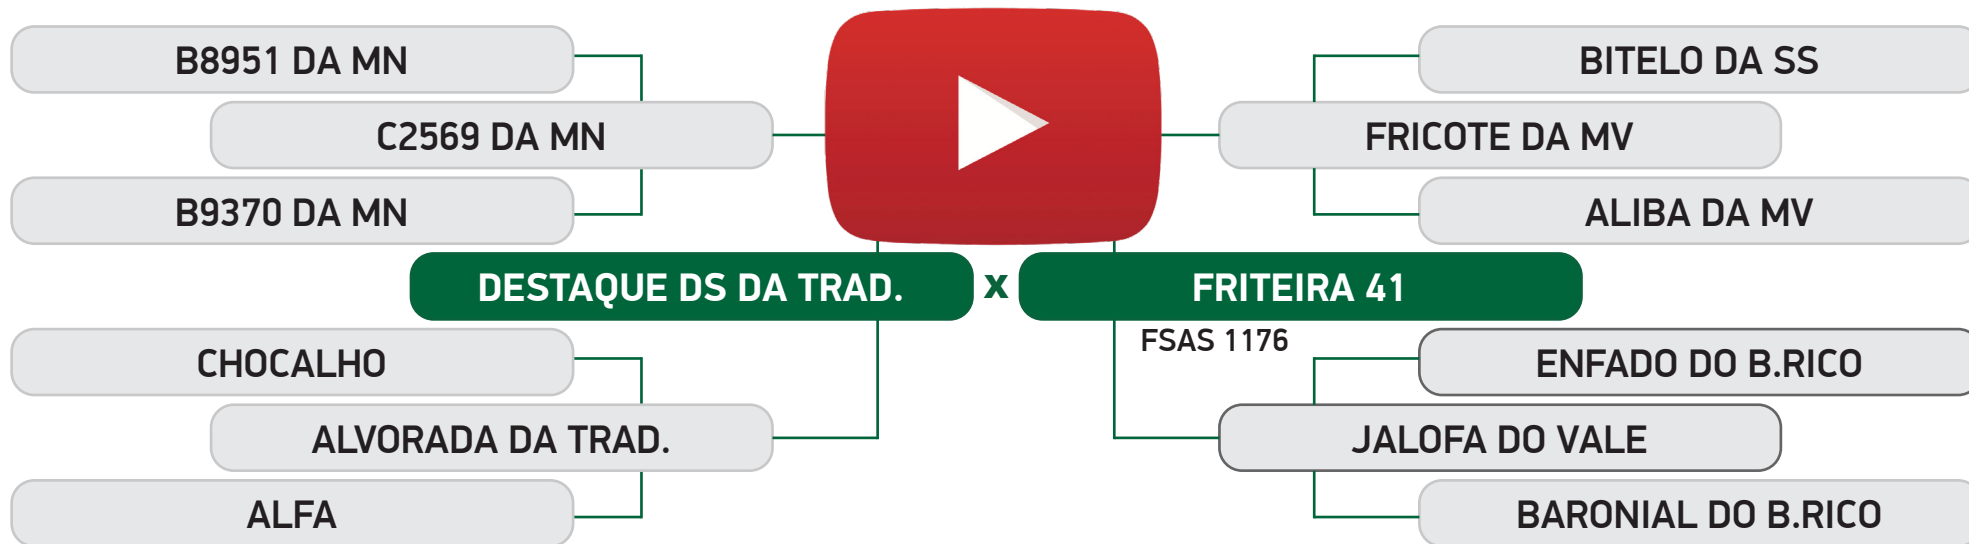 B8951 DA MN
BITELO DA SS
C2569 DA MN
FRICOTE DA MV
B9370 DA MN
ALIBA DA MV
DESTAQUE DS DA TRAD.
x
FRITEIRA 41
FSAS 1176
CHOCALHO
ENFADO DO B.RICO
ALVORADA DA TRAD.
JALOFA DO VALE
ALFA
BARONIAL DO B.RICO